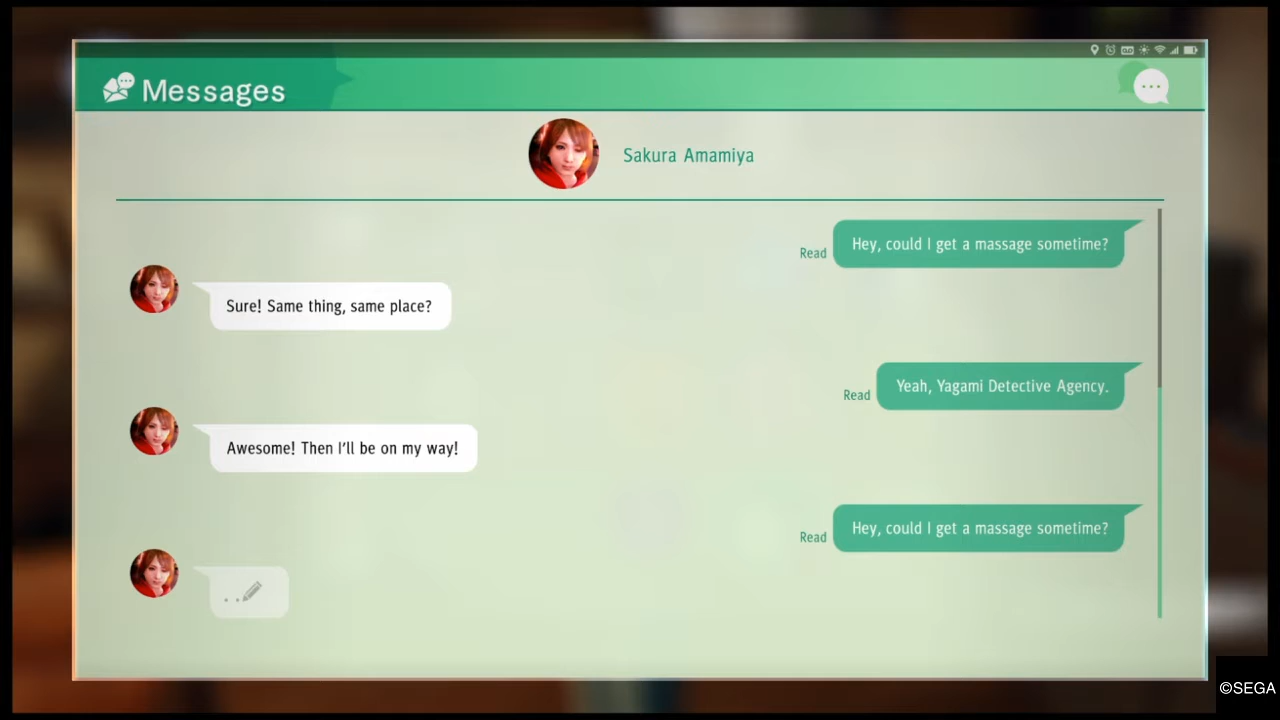 Messages
Sakura Amamiya
Hey, could I get a massage sometime?
Read
Sure! Same thing, same place?
Yeah, Yagami Detective Agency.
Read
Awesome! Then I'll be on my way!
Hey, could I get a massage sometime?
Read
©SEGA